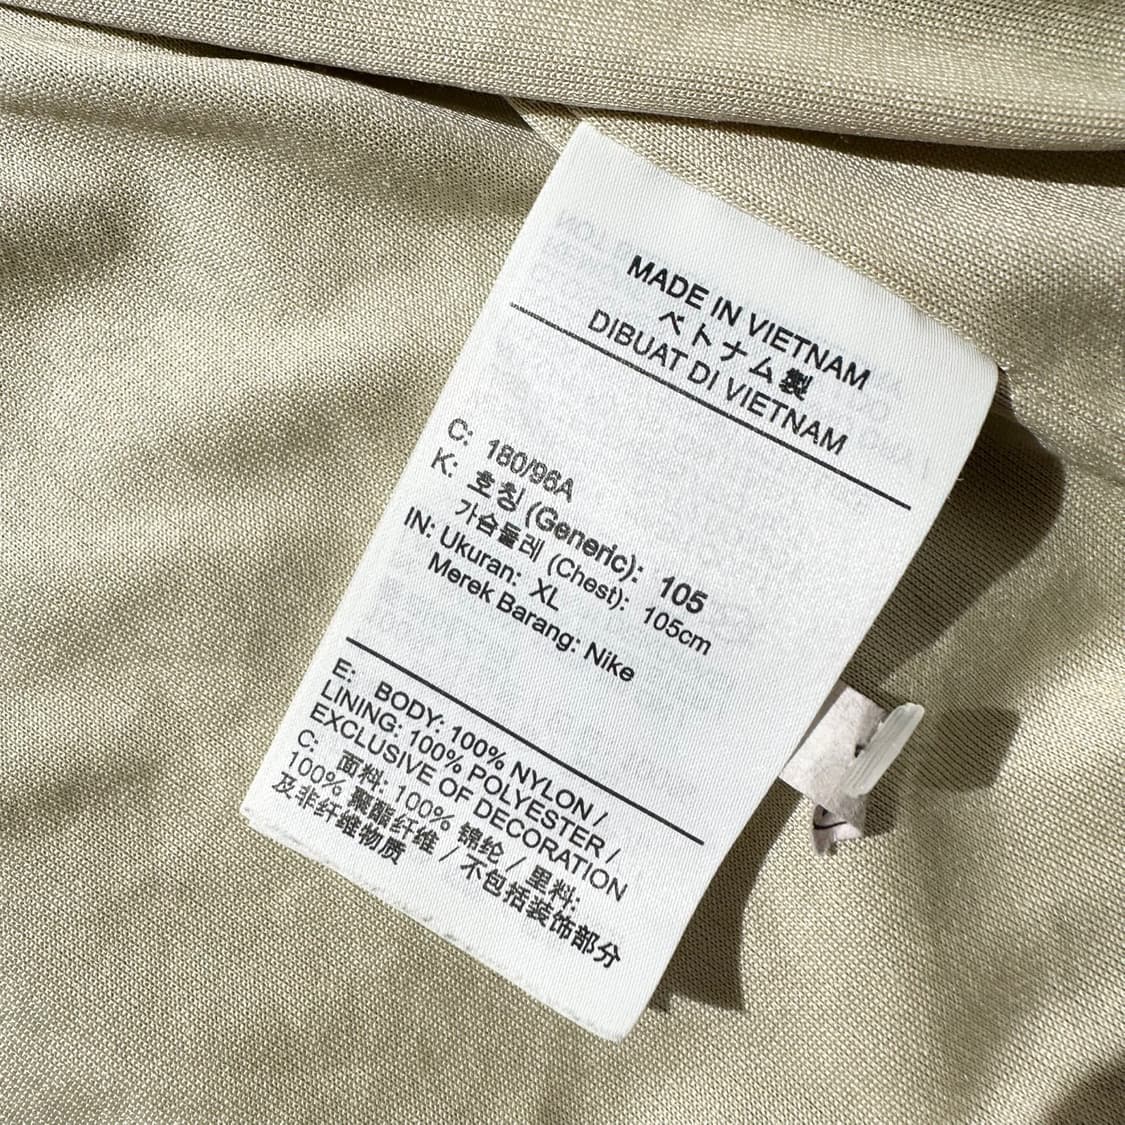 MADE IN VIETNAM
ベトナム製
DIBUAT DI VIETNAM
C: 180/96A
K: 호칭 (Generic): 105
가슴둘레 (Chest): 105cm
IN: Ukuran: XL
Merek Barang: Nike
E: BODY: 100% NYLON /
LINING: 100% POLYESTER /
EXCLUSIVE OF DECORATION
C: 面料: 100% 锦纶 / 里料:
100% 聚酯纤维 / 不包括装饰部分
及非纤维物质